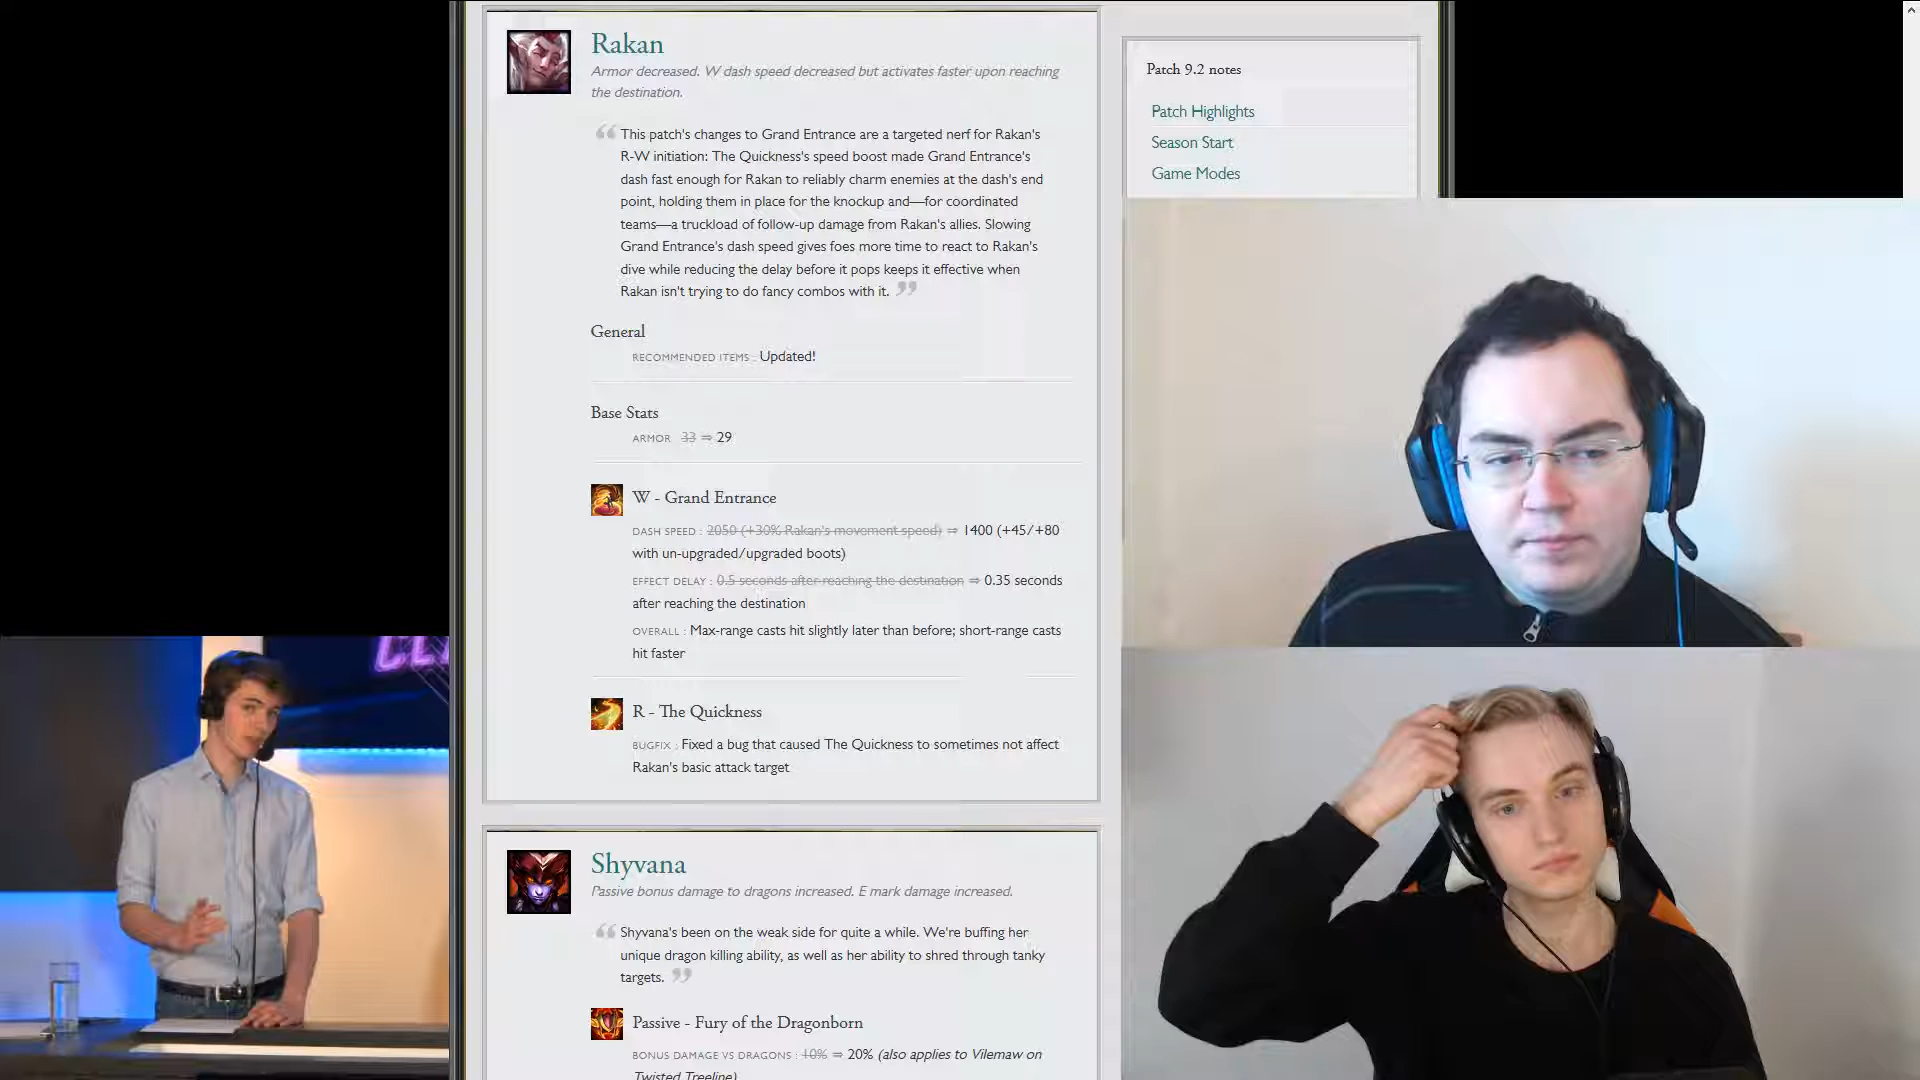 Rakan
Armor decreased. W dash speed decreased but activates faster upon reaching
the destination.
This patch's changes to Grand Entrance are a targeted nerf for Rakan's
R-W initiation: The Quickness's speed boost made Grand Entrance's
dash fast enough for Rakan to reliably charm enemies at the dash's end
point, holding them in place for the knockup and—for coordinated
teams—a truckload of follow-up damage from Rakan's allies. Slowing
Grand Entrance's dash speed gives foes more time to react to Rakan's
dive while reducing the delay before it pops keeps it effective when
Rakan isn't trying to do fancy combos with it.
General
RECOMMENDED ITEMS : Updated!
Base Stats
ARMOR 33 ⇒ 29
W - Grand Entrance
DASH SPEED : 2050 (+30% Rakan's movement speed) ⇒ 1400 (+45/+80
with un-upgraded/upgraded boots)
EFFECT DELAY : 0.5 seconds after reaching the destination ⇒ 0.35 seconds
after reaching the destination
OVERALL : Max-range casts hit slightly later than before; short-range casts
hit faster
R - The Quickness
BUGFIX : Fixed a bug that caused The Quickness to sometimes not affect
Rakan's basic attack target
Shyvana
Passive bonus damage to dragons increased. E mark damage increased.
Shyvana's been on the weak side for quite a while. We're buffing her
unique dragon killing ability, as well as her ability to shred through tanky
targets.
Passive - Fury of the Dragonborn
BONUS DAMAGE VS DRAGONS : 10% ⇒ 20% (also applies to Vilemaw on
Twisted Treeline)
Patch 9.2 notes
Patch Highlights
Season Start
Game Modes